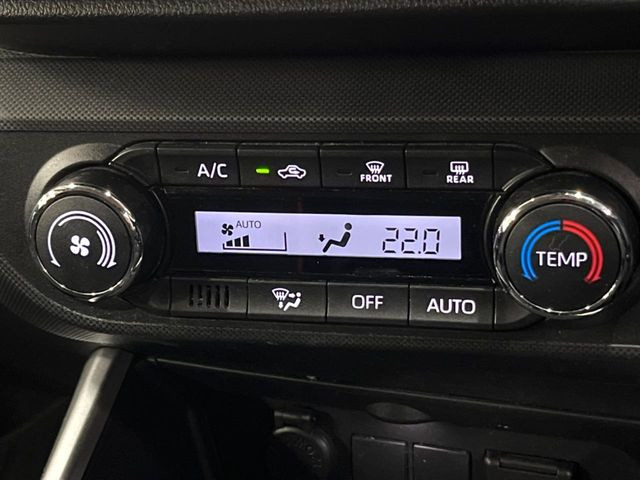 A/C
FRONT
REAR
AUTO
22.0
TEMP
OFF
AUTO